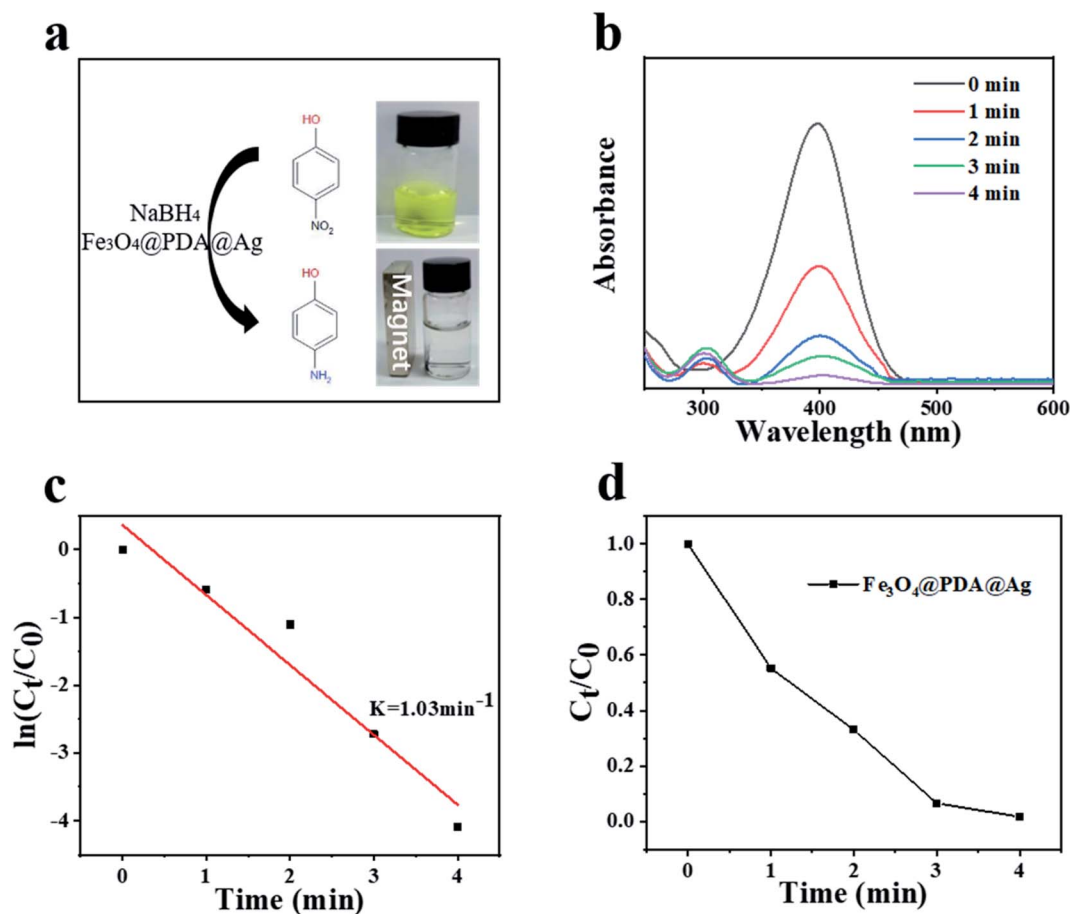 a
HO
NO₂
NaBH₄
Fe₃O₄@PDA@Ag
HO
NH₂
Magnet
b
0 min
1 min
2 min
3 min
4 min
Absorbance
300
400
500
600
Wavelength (nm)
c
0
-1
-2
-3
-4
ln(Cₜ/C₀)
K=1.03min⁻¹
0
1
2
3
4
Time (min)
d
1.0
0.8
0.6
0.4
0.2
0.0
Cₜ/C₀
Fe₃O₄@PDA@Ag
0
1
2
3
4
Time (min)